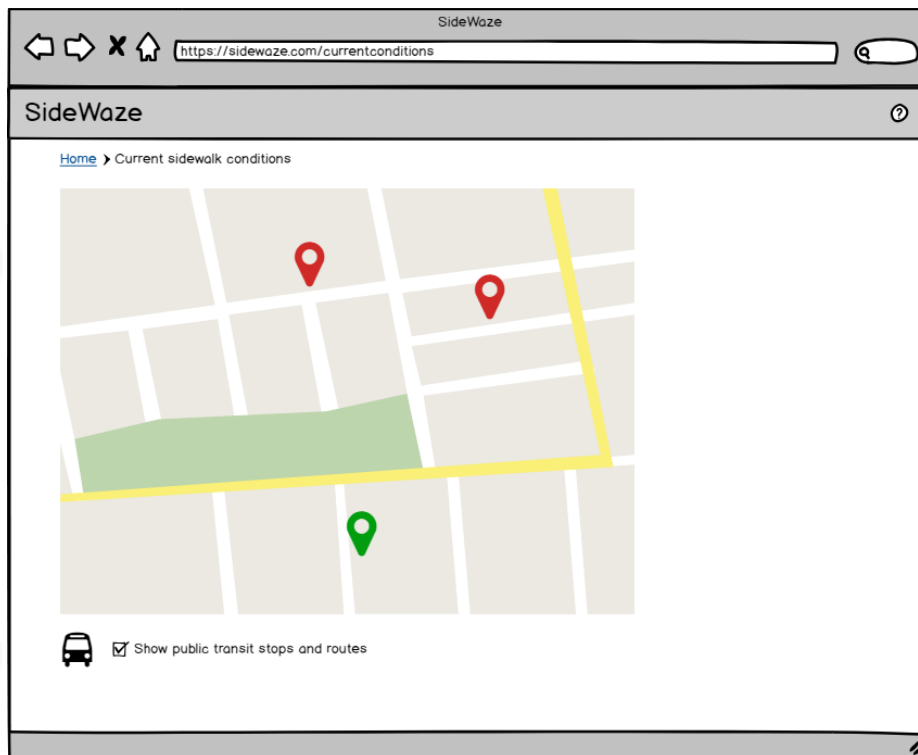 SideWaze
https://sidewaze.com/currentconditions
SideWaze
?
Home > Current sidewalk conditions
Show public transit stops and routes